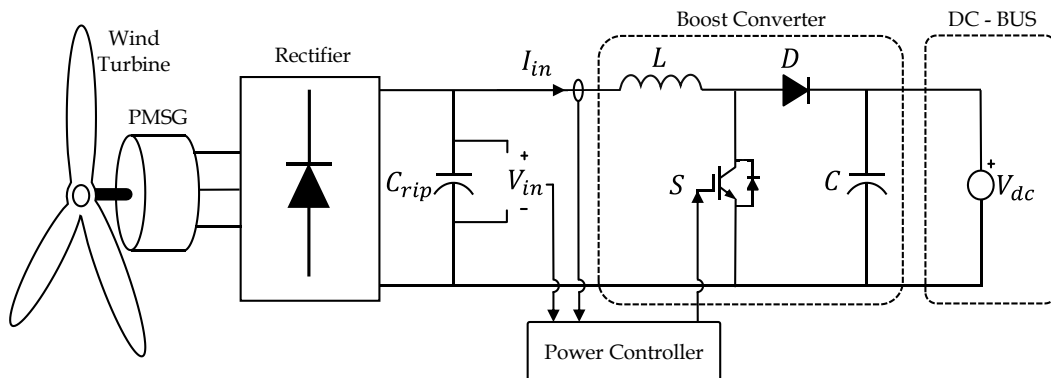 Wind
Turbine
PMSG
Rectifier
C_rip
+
V_in
−
I_in
Boost Converter
L
D
S
C
DC - BUS
+
V_dc
Power Controller